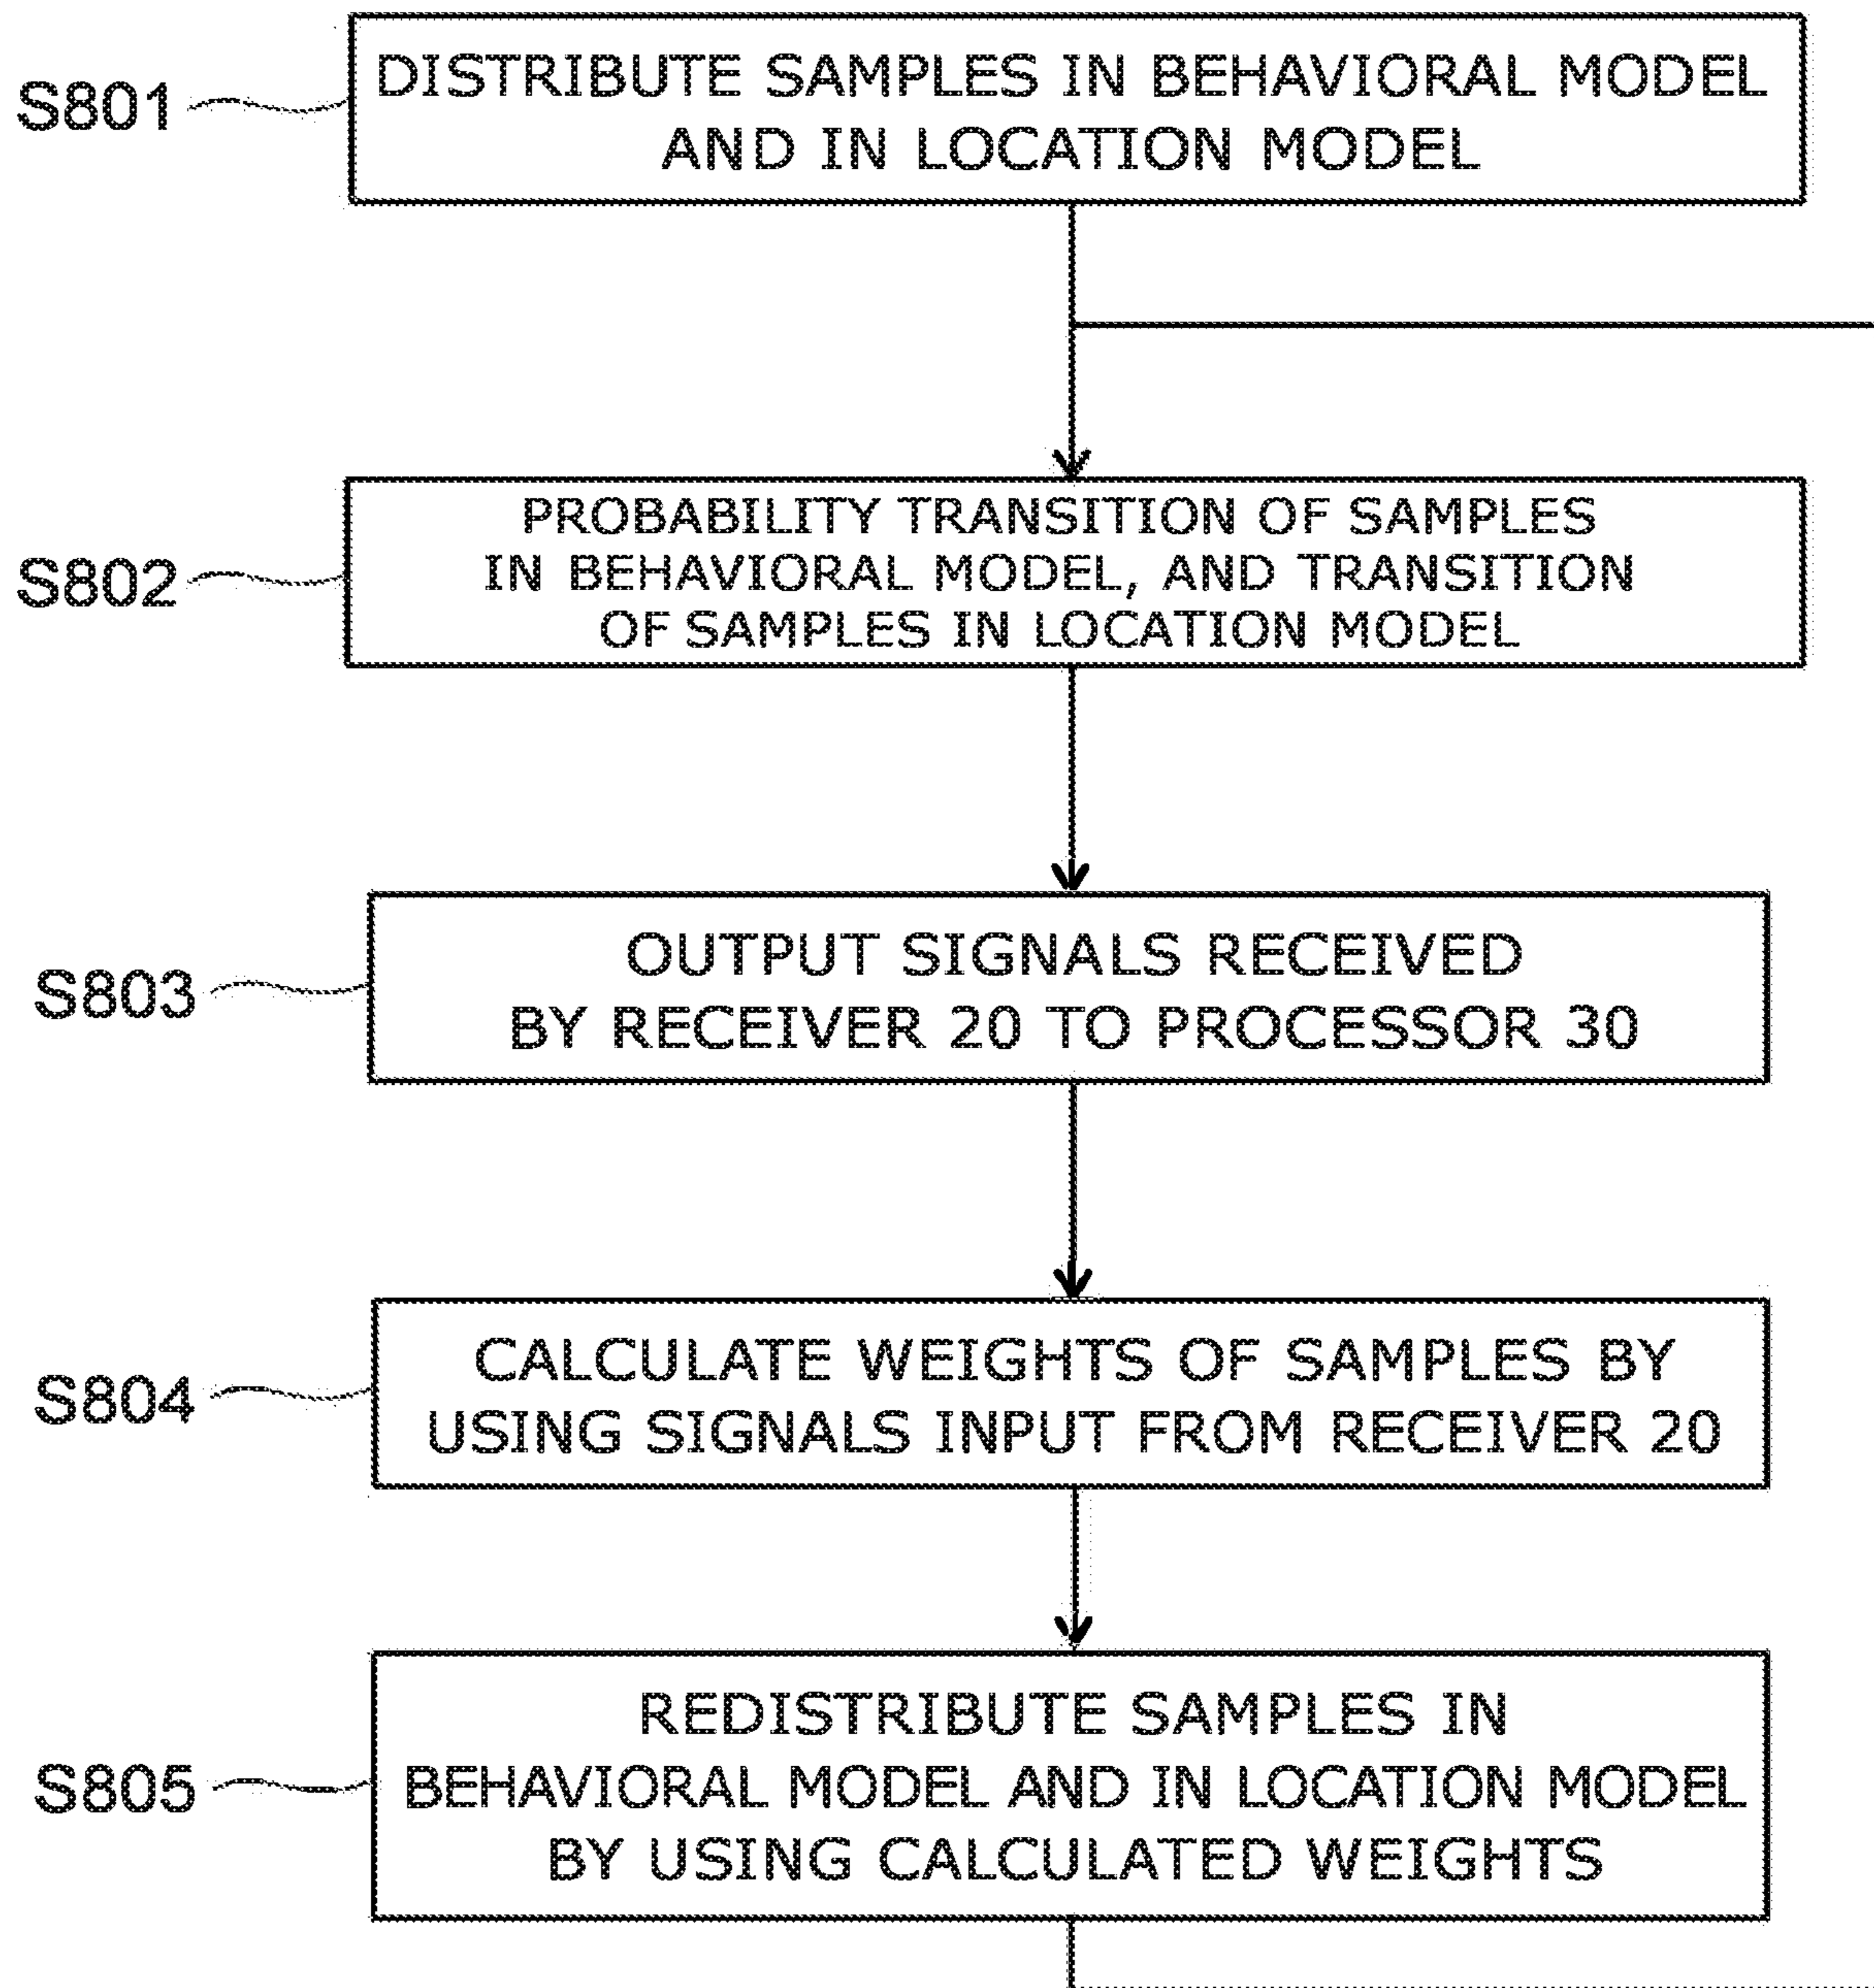 S801
DISTRIBUTE SAMPLES IN BEHAVIORAL MODEL
AND IN LOCATION MODEL
S802
PROBABILITY TRANSITION OF SAMPLES
IN BEHAVIORAL MODEL, AND TRANSITION
OF SAMPLES IN LOCATION MODEL
S803
OUTPUT SIGNALS RECEIVED
BY RECEIVER 20 TO PROCESSOR 30
S804
CALCULATE WEIGHTS OF SAMPLES BY
USING SIGNALS INPUT FROM RECEIVER 20
S805
REDISTRIBUTE SAMPLES IN
BEHAVIORAL MODEL AND IN LOCATION MODEL
BY USING CALCULATED WEIGHTS